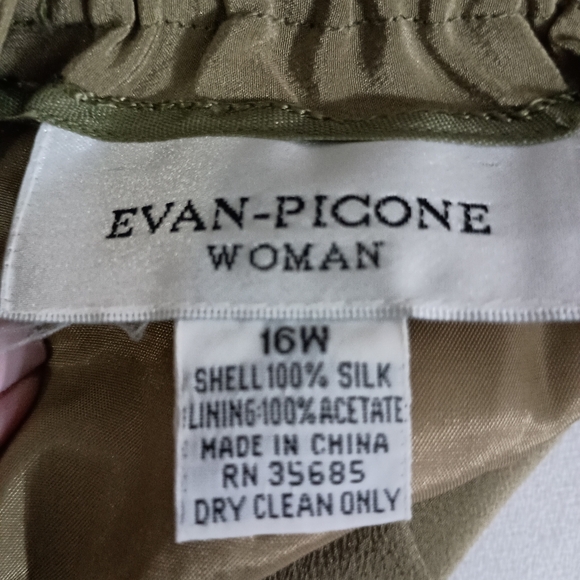 EVAN-PICONE
WOMAN
16W
SHELL 100% SILK
LINING:100% ACETATE
MADE IN CHINA
RN 35685
DRY CLEAN ONLY